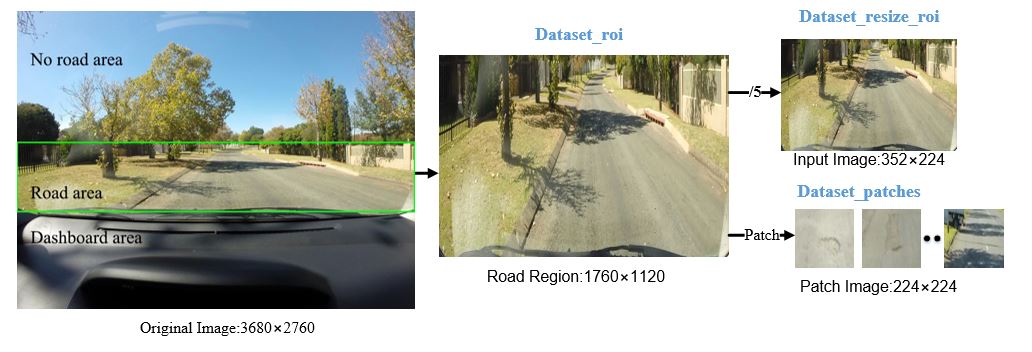 No road area
Road area
Dashboard area
Original Image:3680×2760
Dataset_roi
Road Region:1760×1120
/5
Patch
Dataset_resize_roi
Input Image:352×224
Dataset_patches
Patch Image:224×224